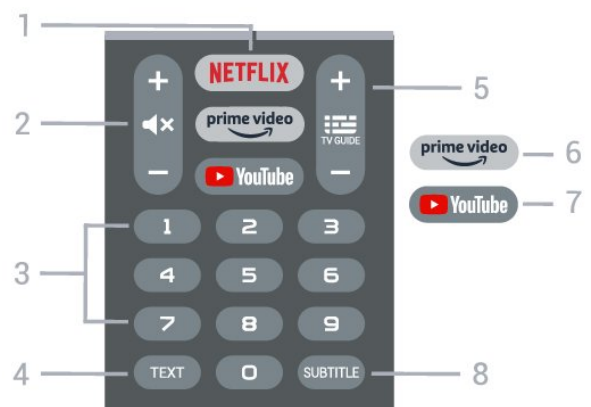 1
+ NETFLIX + 5
2 prime video TV GUIDE prime video 6
- YouTube - YouTube 7
1 2 3
3 4 5 6
7 8 9
4 TEXT 0 SUBTITLE 8